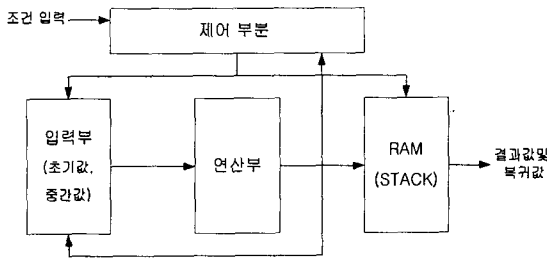 조건 입력
제어 부분
입력부
(초기값,
중간값)
연산부
RAM
(STACK)
결과값및
복귀값